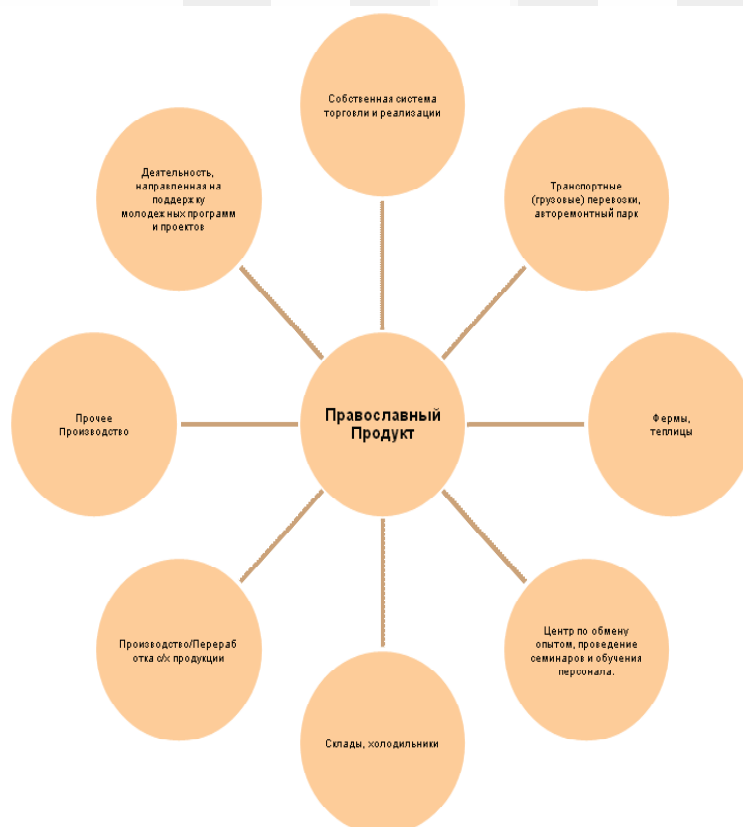 Собственная система
торговли и реализации
Деятельность,
направленная на
поддержку
молодежных программ
и проектов
Транспортные
(грузовые) перевозки,
авторемонтный парк
Прочее
Производство
Православный
Продукт
Фермы,
теплицы
Производство/Перераб
отка с/х продукции
Центр по обмену
опытом, проведение
семинаров и обучения
персонала.
Склады, холодильники